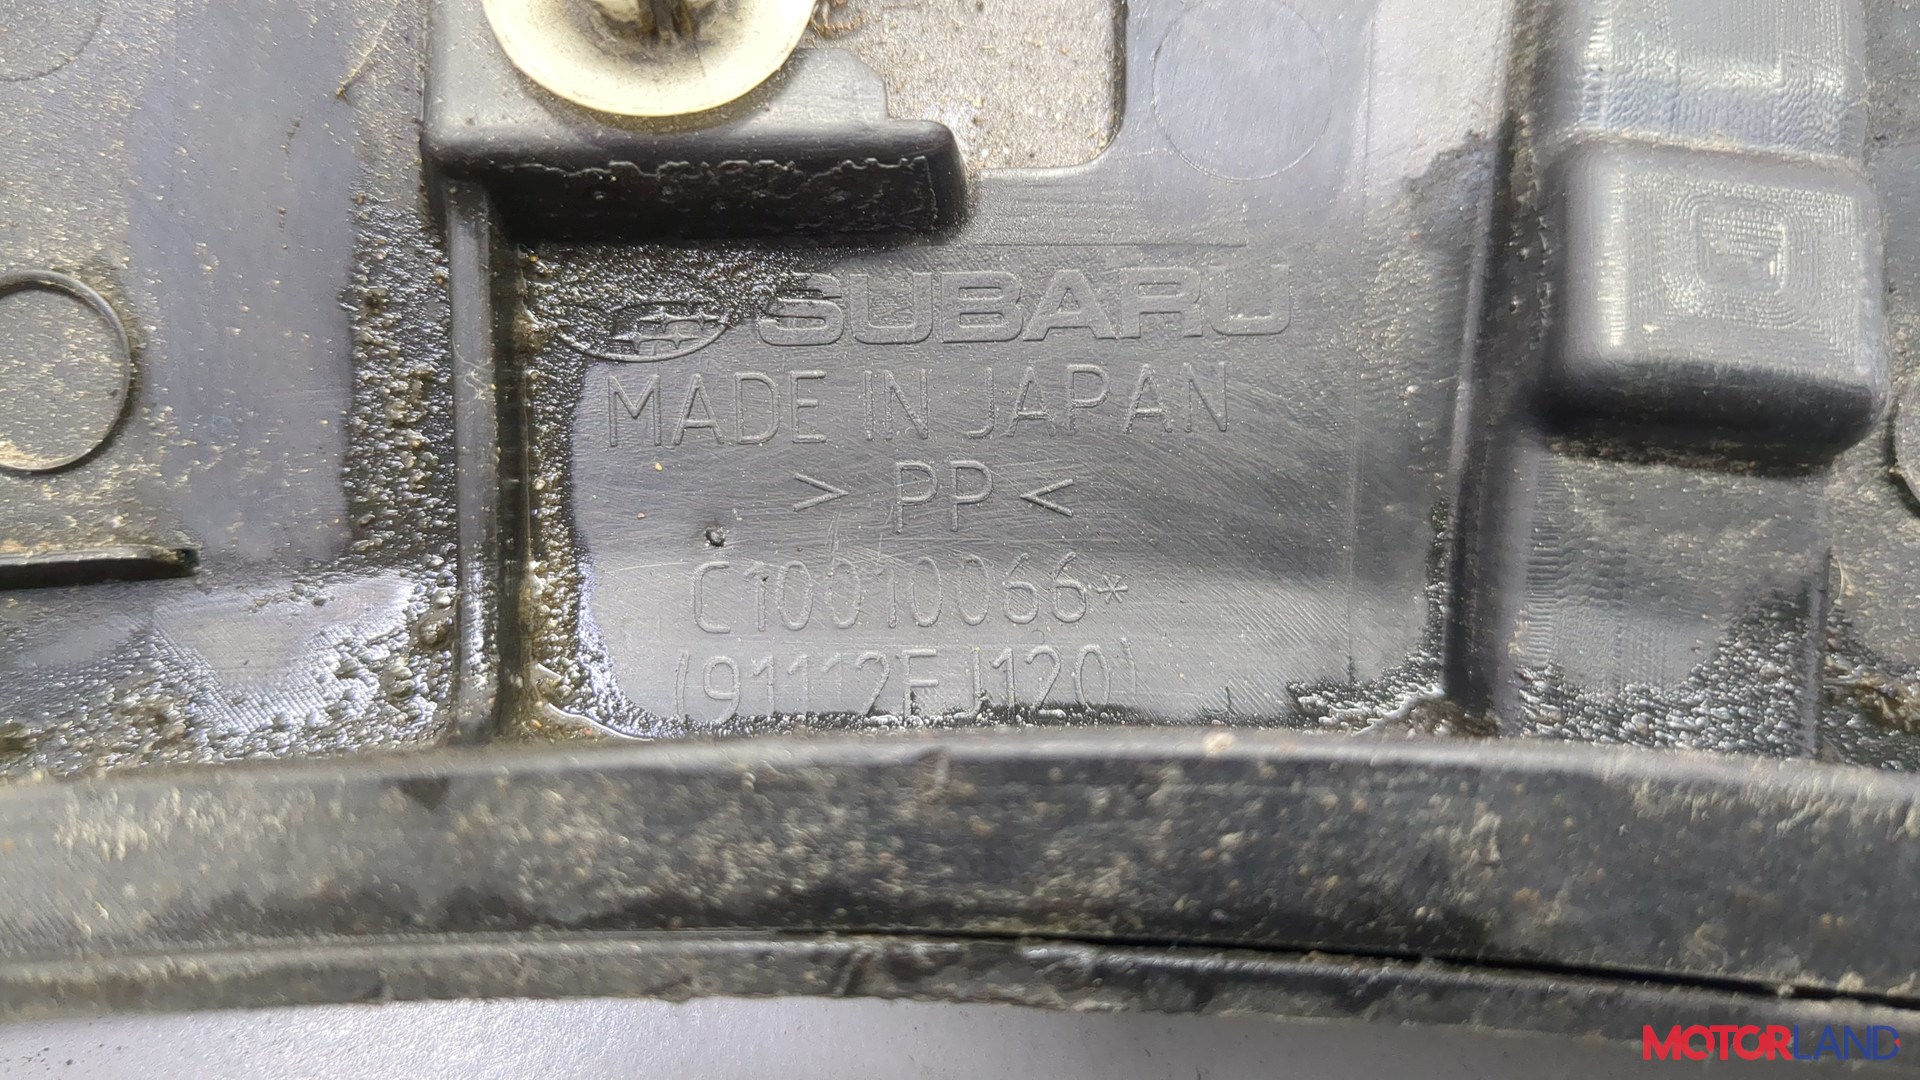 SUBARU
MADE IN JAPAN
> PP <
C10010066*
(91112FJ120)
MOTORLAND